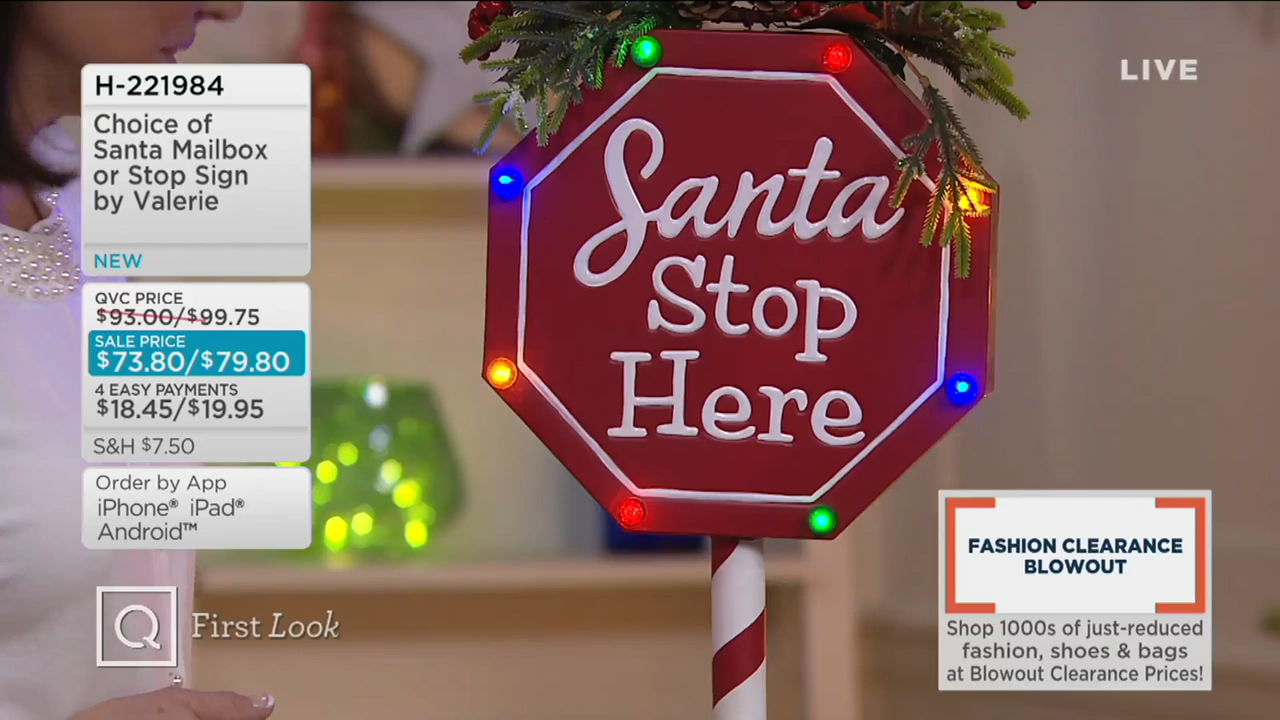 H-221984
Choice of
Santa Mailbox
or Stop Sign
by Valerie
NEW
QVC PRICE
$93.00/$99.75
SALE PRICE
$73.80/$79.80
4 EASY PAYMENTS
$18.45/$19.95
S&H $7.50
Order by App
iPhone® iPad®
Android™
Q First Look
Santa
Stop
Here
LIVE
FASHION CLEARANCE
BLOWOUT
Shop 1000s of just-reduced
fashion, shoes & bags
at Blowout Clearance Prices!